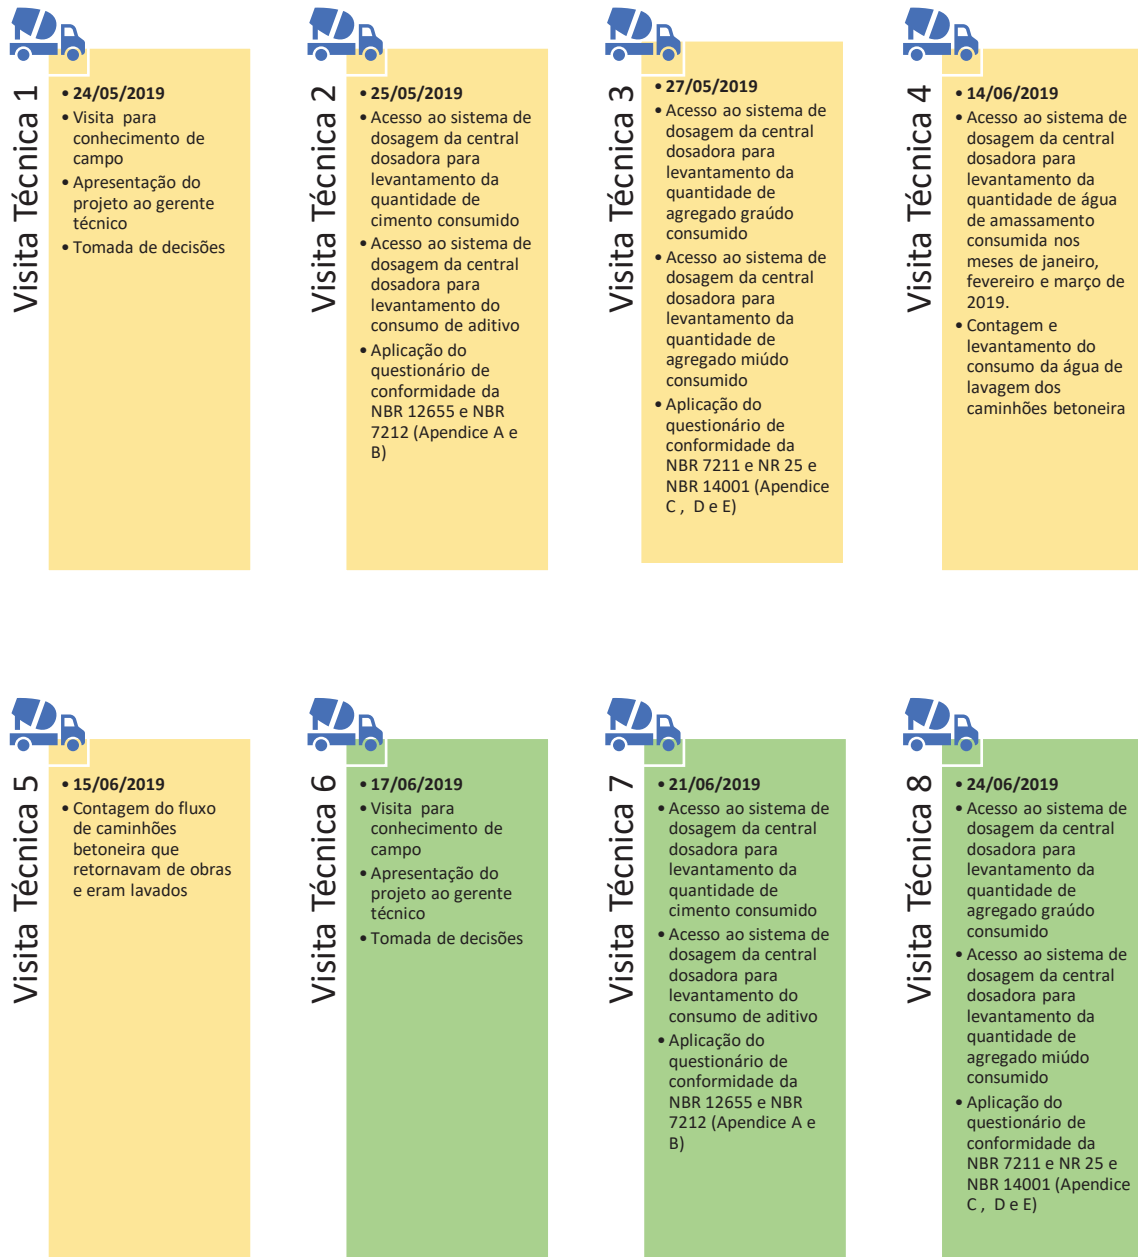 Visita Técnica 1
• 24/05/2019
• Visita para
conhecimento de
campo
• Apresentação do
projeto ao gerente
técnico
• Tomada de decisões
Visita Técnica 2
• 25/05/2019
• Acesso ao sistema de
dosagem da central
dosadora para
levantamento da
quantidade de
cimento consumido
• Acesso ao sistema de
dosagem da central
dosadora para
levantamento do
consumo de aditivo
• Aplicação do
questionário de
conformidade da
NBR 12655 e NBR
7212 (Apendice A e
B)
Visita Técnica 3
• 27/05/2019
• Acesso ao sistema de
dosagem da central
dosadora para
levantamento da
quantidade de
agregado graúdo
consumido
• Acesso ao sistema de
dosagem da central
dosadora para
levantamento da
quantidade de
agregado miúdo
consumido
• Aplicação do
questionário de
conformidade da
NBR 7211 e NR 25 e
NBR 14001 (Apendice
C , D e E)
Visita Técnica 4
• 14/06/2019
• Acesso ao sistema de
dosagem da central
dosadora para
levantamento da
quantidade de água
de amassamento
consumida nos
meses de janeiro,
fevereiro e março de
2019.
• Contagem e
levantamento do
consumo da água de
lavagem dos
caminhões betoneira
Visita Técnica 5
• 15/06/2019
• Contagem do fluxo
de caminhões
betoneira que
retornavam de obras
e eram lavados
Visita Técnica 6
• 17/06/2019
• Visita para
conhecimento de
campo
• Apresentação do
projeto ao gerente
técnico
• Tomada de decisões
Visita Técnica 7
• 21/06/2019
• Acesso ao sistema de
dosagem da central
dosadora para
levantamento da
quantidade de
cimento consumido
• Acesso ao sistema de
dosagem da central
dosadora para
levantamento do
consumo de aditivo
• Aplicação do
questionário de
conformidade da
NBR 12655 e NBR
7212 (Apendice A e
B)
Visita Técnica 8
• 24/06/2019
• Acesso ao sistema de
dosagem da central
dosadora para
levantamento da
quantidade de
agregado graúdo
consumido
• Acesso ao sistema de
dosagem da central
dosadora para
levantamento da
quantidade de
agregado miúdo
consumido
• Aplicação do
questionário de
conformidade da
NBR 7211 e NR 25 e
NBR 14001 (Apendice
C , D e E)